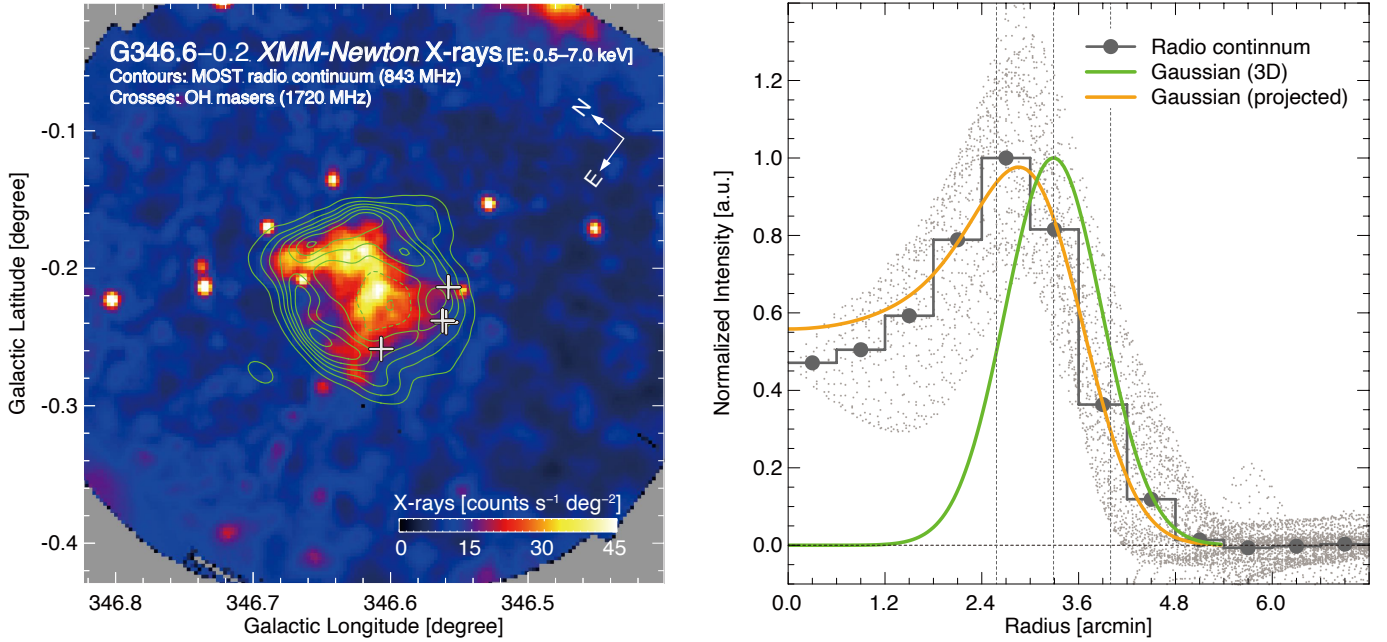 G346.6−0.2 XMM-Newton X-rays [E: 0.5–7.0 keV]
Contours: MOST radio continuum (843 MHz)
Crosses: OH masers (1720 MHz)
N
E
Galactic Latitude [degree]
-0.1
-0.2
-0.3
-0.4
X-rays [counts s⁻¹ deg⁻²]
0 15 30 45
346.8 346.7 346.6 346.5
Galactic Longitude [degree]
Normalized Intensity [a.u.]
1.2
1.0
0.8
0.6
0.4
0.2
0.0
Radio continnum
Gaussian (3D)
Gaussian (projected)
0.0 1.2 2.4 3.6 4.8 6.0
Radius [arcmin]